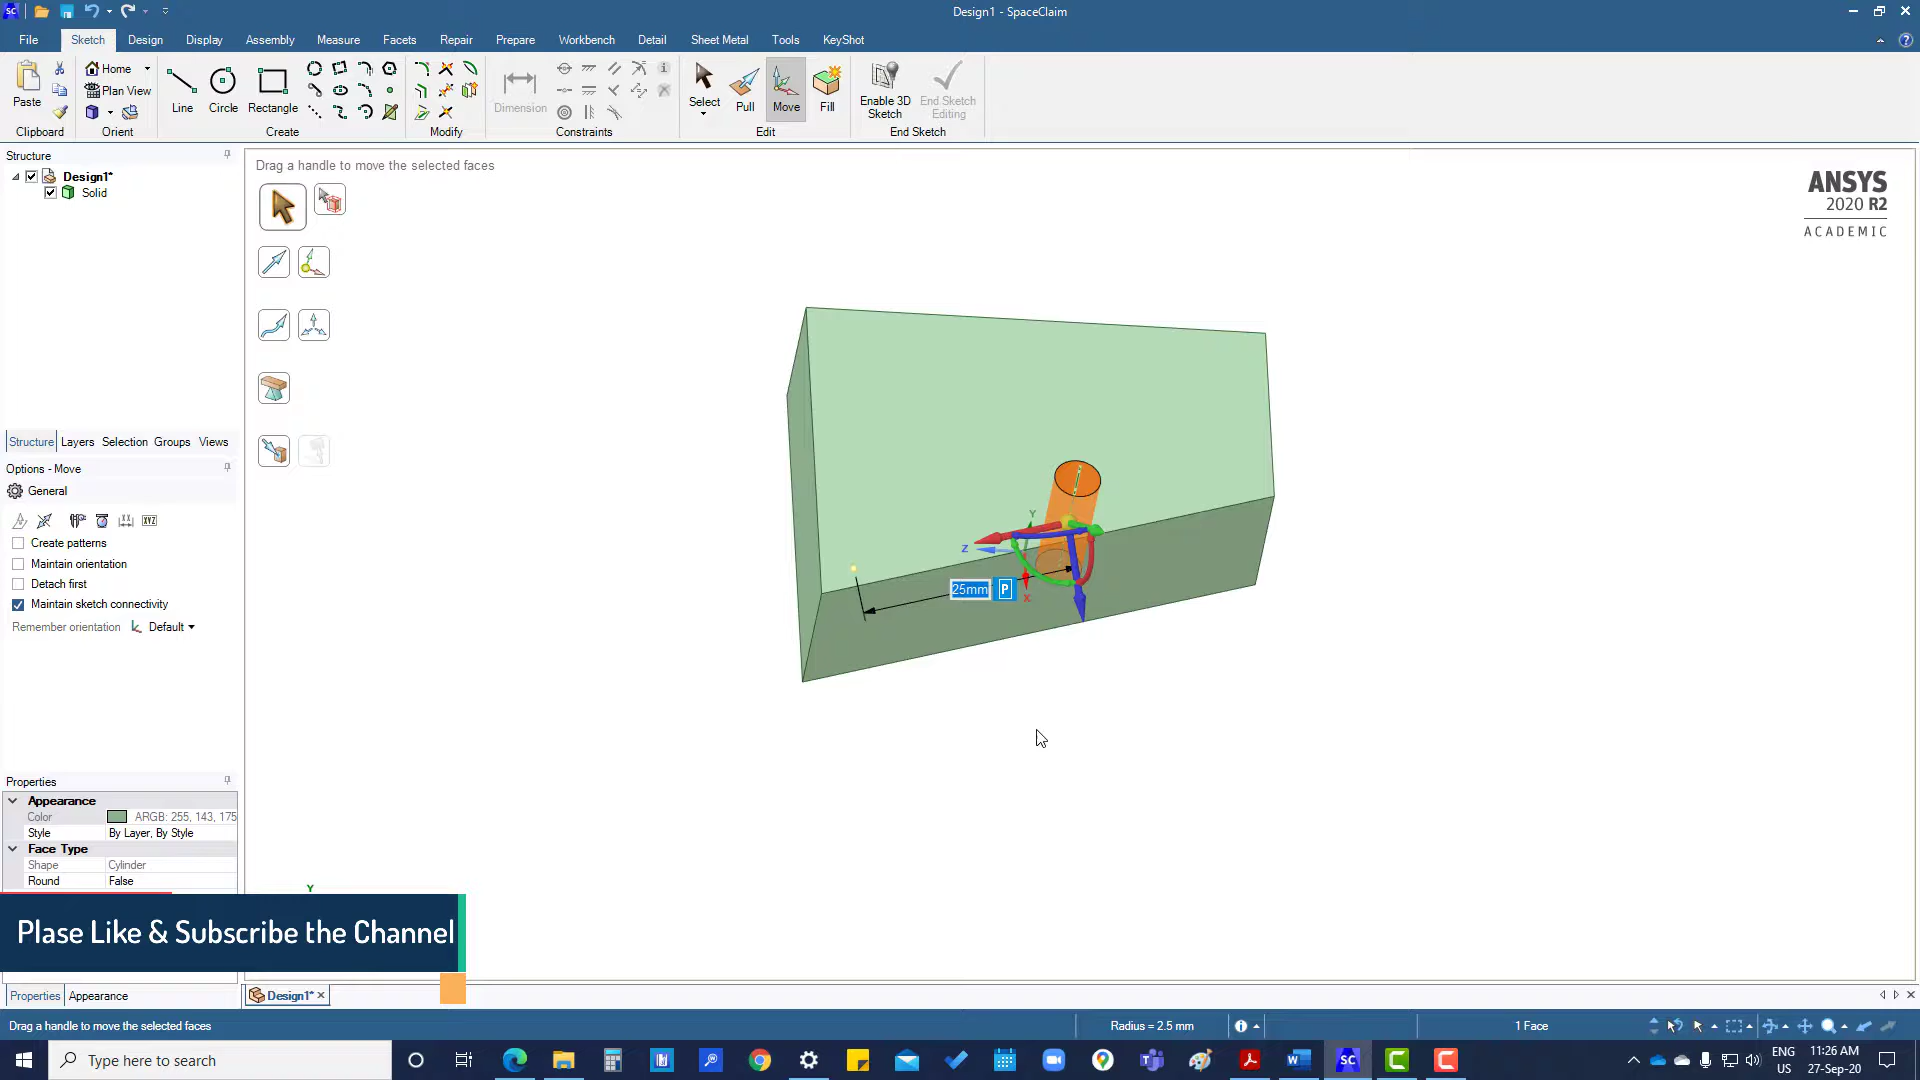 Design1 - SpaceClaim
File Sketch Design Display Assembly Measure Facets Repair Prepare Workbench Detail Sheet Metal Tools KeyShot
Paste
Home
Plan View
Line Circle Rectangle
Dimension
Select Pull Move Fill
Enable 3D Sketch
End Sketch Editing
Clipboard Orient Create Modify Constraints Edit End Sketch
Structure
Design1*
Solid
Drag a handle to move the selected faces
ANSYS
2020 R2
ACADEMIC
Structure Layers Selection Groups Views
Options - Move
General
XYZ
Create patterns
Maintain orientation
Detach first
Maintain sketch connectivity
Remember orientation Default
Y
Z
X
25mm P
Properties
Appearance
Color ARGB: 255, 143, 175
Style By Layer, By Style
Face Type
Shape Cylinder
Round False
Y
Plase Like & Subscribe the Channel
Properties Appearance
Design1*
Drag a handle to move the selected faces
Radius = 2.5 mm
1 Face
Type here to search
ENG
US
11:26 AM
27-Sep-20